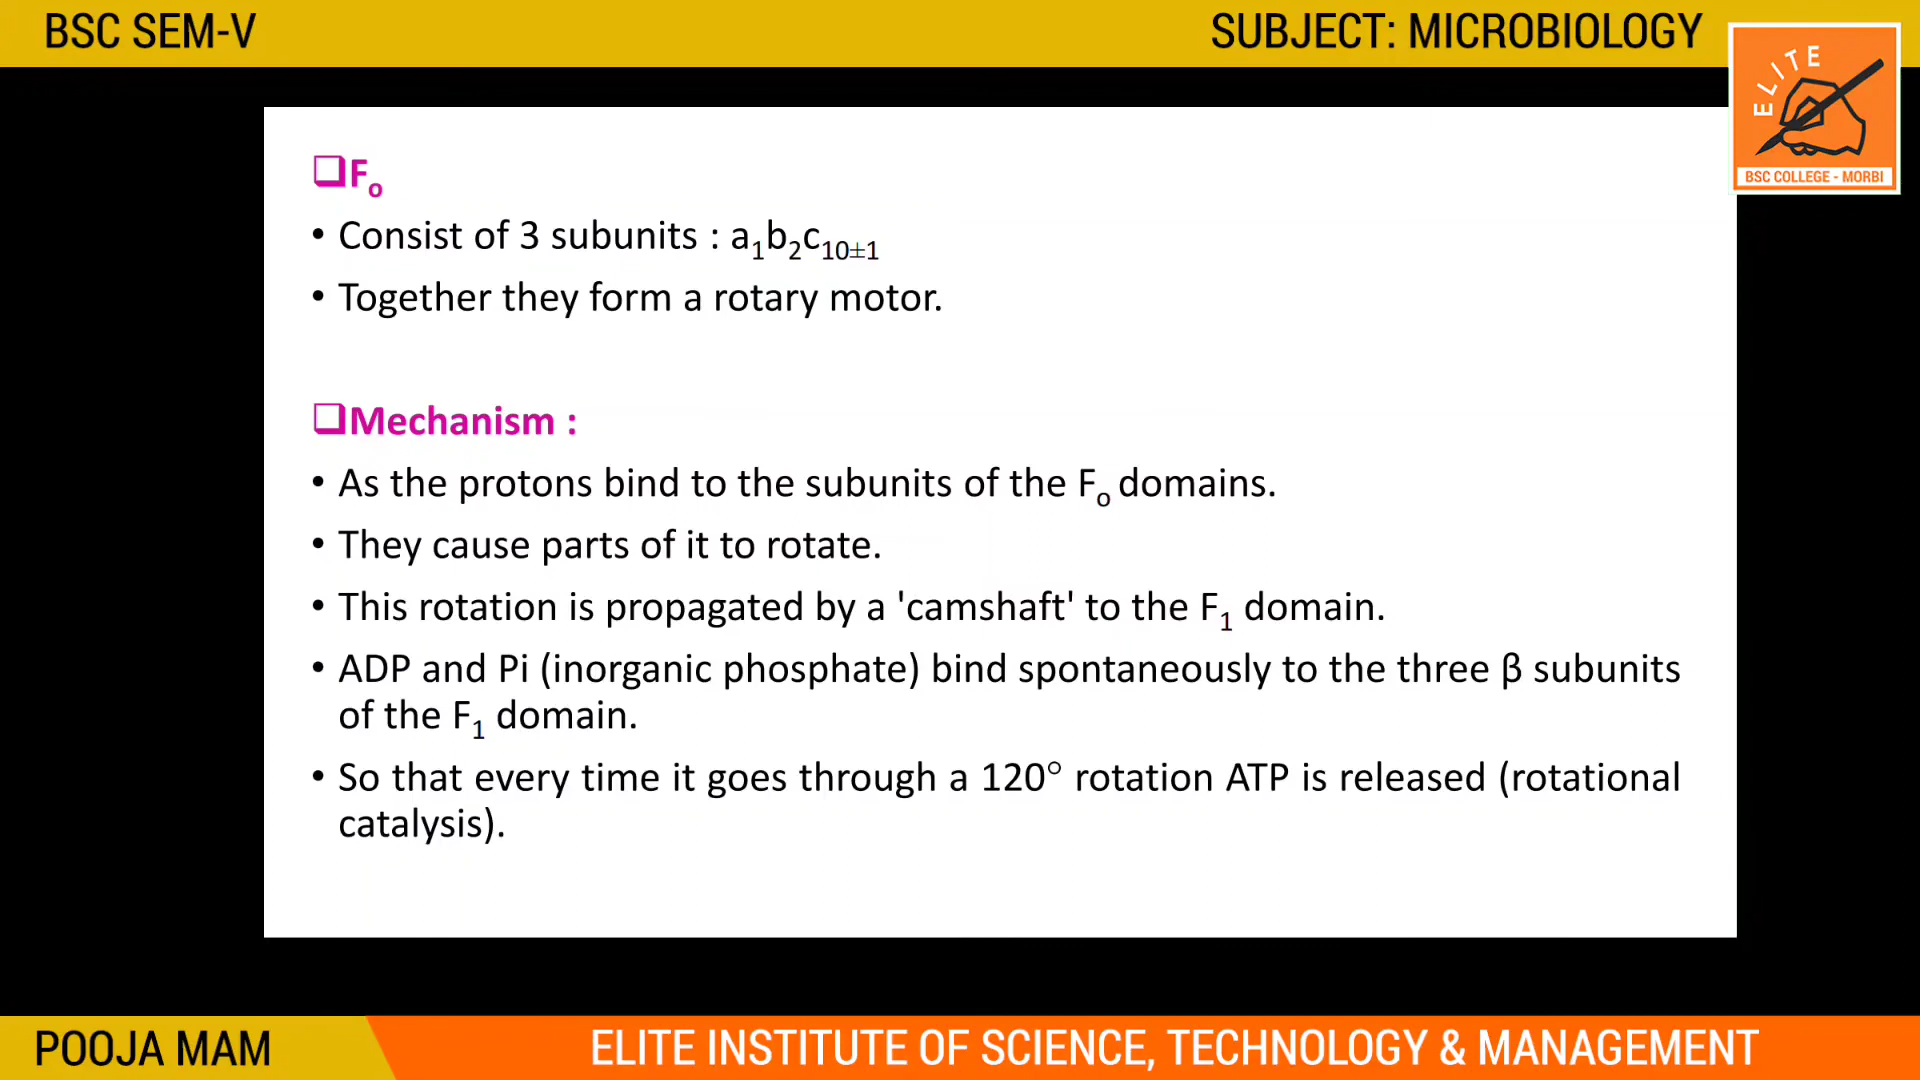 BSC SEM-V
SUBJECT: MICROBIOLOGY
ELITE
BSC COLLEGE - MORBI
❑Fₒ
• Consist of 3 subunits : a₁b₂c₁₀±₁
• Together they form a rotary motor.
❑Mechanism :
• As the protons bind to the subunits of the Fₒ domains.
• They cause parts of it to rotate.
• This rotation is propagated by a 'camshaft' to the F₁ domain.
• ADP and Pi (inorganic phosphate) bind spontaneously to the three β subunits
of the F₁ domain.
• So that every time it goes through a 120° rotation ATP is released (rotational
catalysis).
POOJA MAM
ELITE INSTITUTE OF SCIENCE, TECHNOLOGY & MANAGEMENT